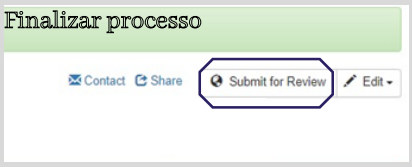 Finalizar processo
Contact Share Submit for Review Edit